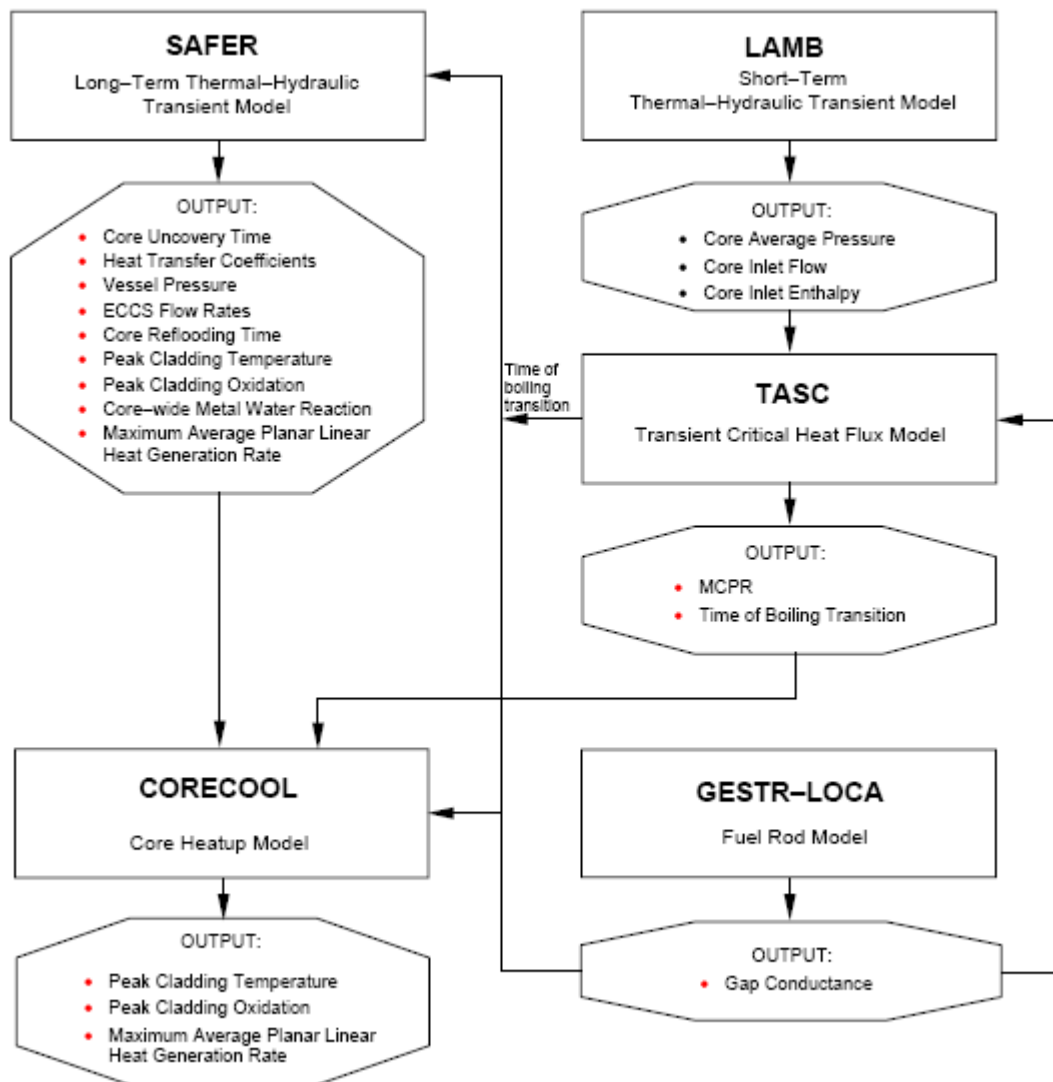 SAFER
Long–Term Thermal–Hydraulic
Transient Model
OUTPUT:
Core Uncovery Time
Heat Transfer Coefficients
Vessel Pressure
ECCS Flow Rates
Core Reflooding Time
Peak Cladding Temperature
Peak Cladding Oxidation
Core–wide Metal Water Reaction
Maximum Average Planar Linear
Heat Generation Rate
LAMB
Short–Term
Thermal–Hydraulic Transient Model
OUTPUT:
Core Average Pressure
Core Inlet Flow
Core Inlet Enthalpy
Time of
boiling
transition
TASC
Transient Critical Heat Flux Model
OUTPUT:
MCPR
Time of Boiling Transition
CORECOOL
Core Heatup Model
OUTPUT:
Peak Cladding Temperature
Peak Cladding Oxidation
Maximum Average Planar Linear
Heat Generation Rate
GESTR–LOCA
Fuel Rod Model
OUTPUT:
Gap Conductance